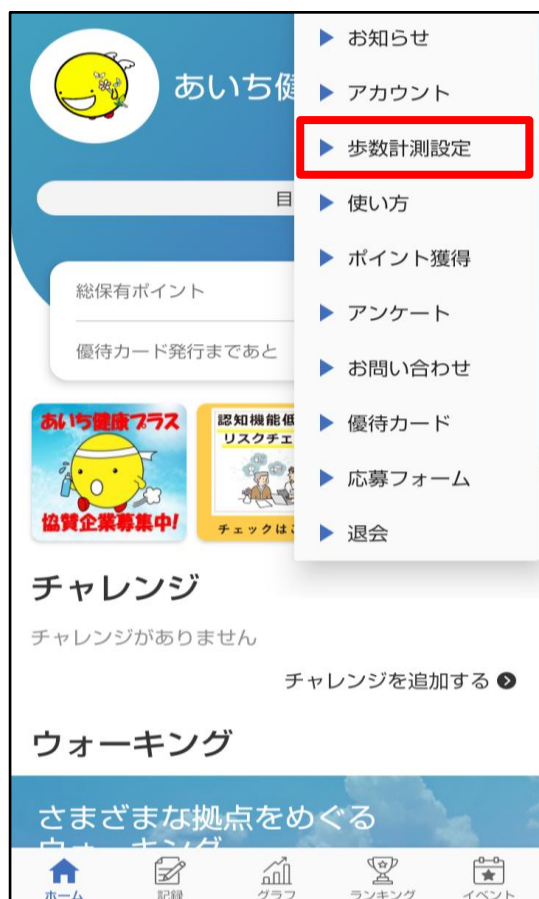 あいち健
目
お知らせ
アカウント
歩数計測設定
使い方
ポイント獲得
アンケート
お問い合わせ
優待カード
応募フォーム
退会
総保有ポイント
優待カード発行まであと
あいち健康プラス
協賛企業募集中!
認知機能低
リスクチェ
チェックは
チャレンジ
チャレンジがありません
チャレンジを追加する
ウォーキング
さまざまな拠点をめぐる
ウォーキング
ホーム
記録
グラフ
ランキング
イベント